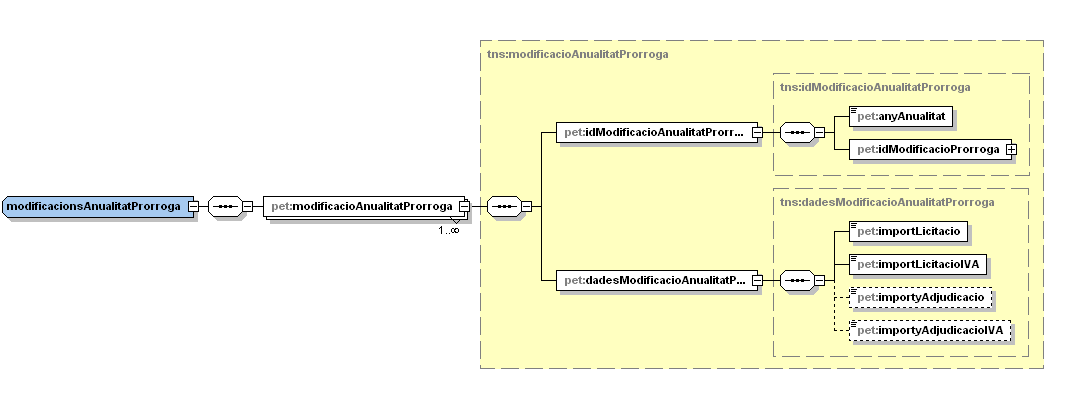 tns:modificacioAnualitatProrroga
tns:idModificacioAnualitatProrroga
pet:anyAnualitat
pet:idModificacioAnualitatProrr...
pet:idModificacioProrroga
modificacionsAnualitatProrroga
pet:modificacioAnualitatProrroga
1..∞
tns:dadesModificacioAnualitatProrroga
pet:importLicitacio
pet:importLicitacioIVA
pet:dadesModificacioAnualitatP...
pet:importyAdjudicacio
pet:importyAdjudicacioIVA